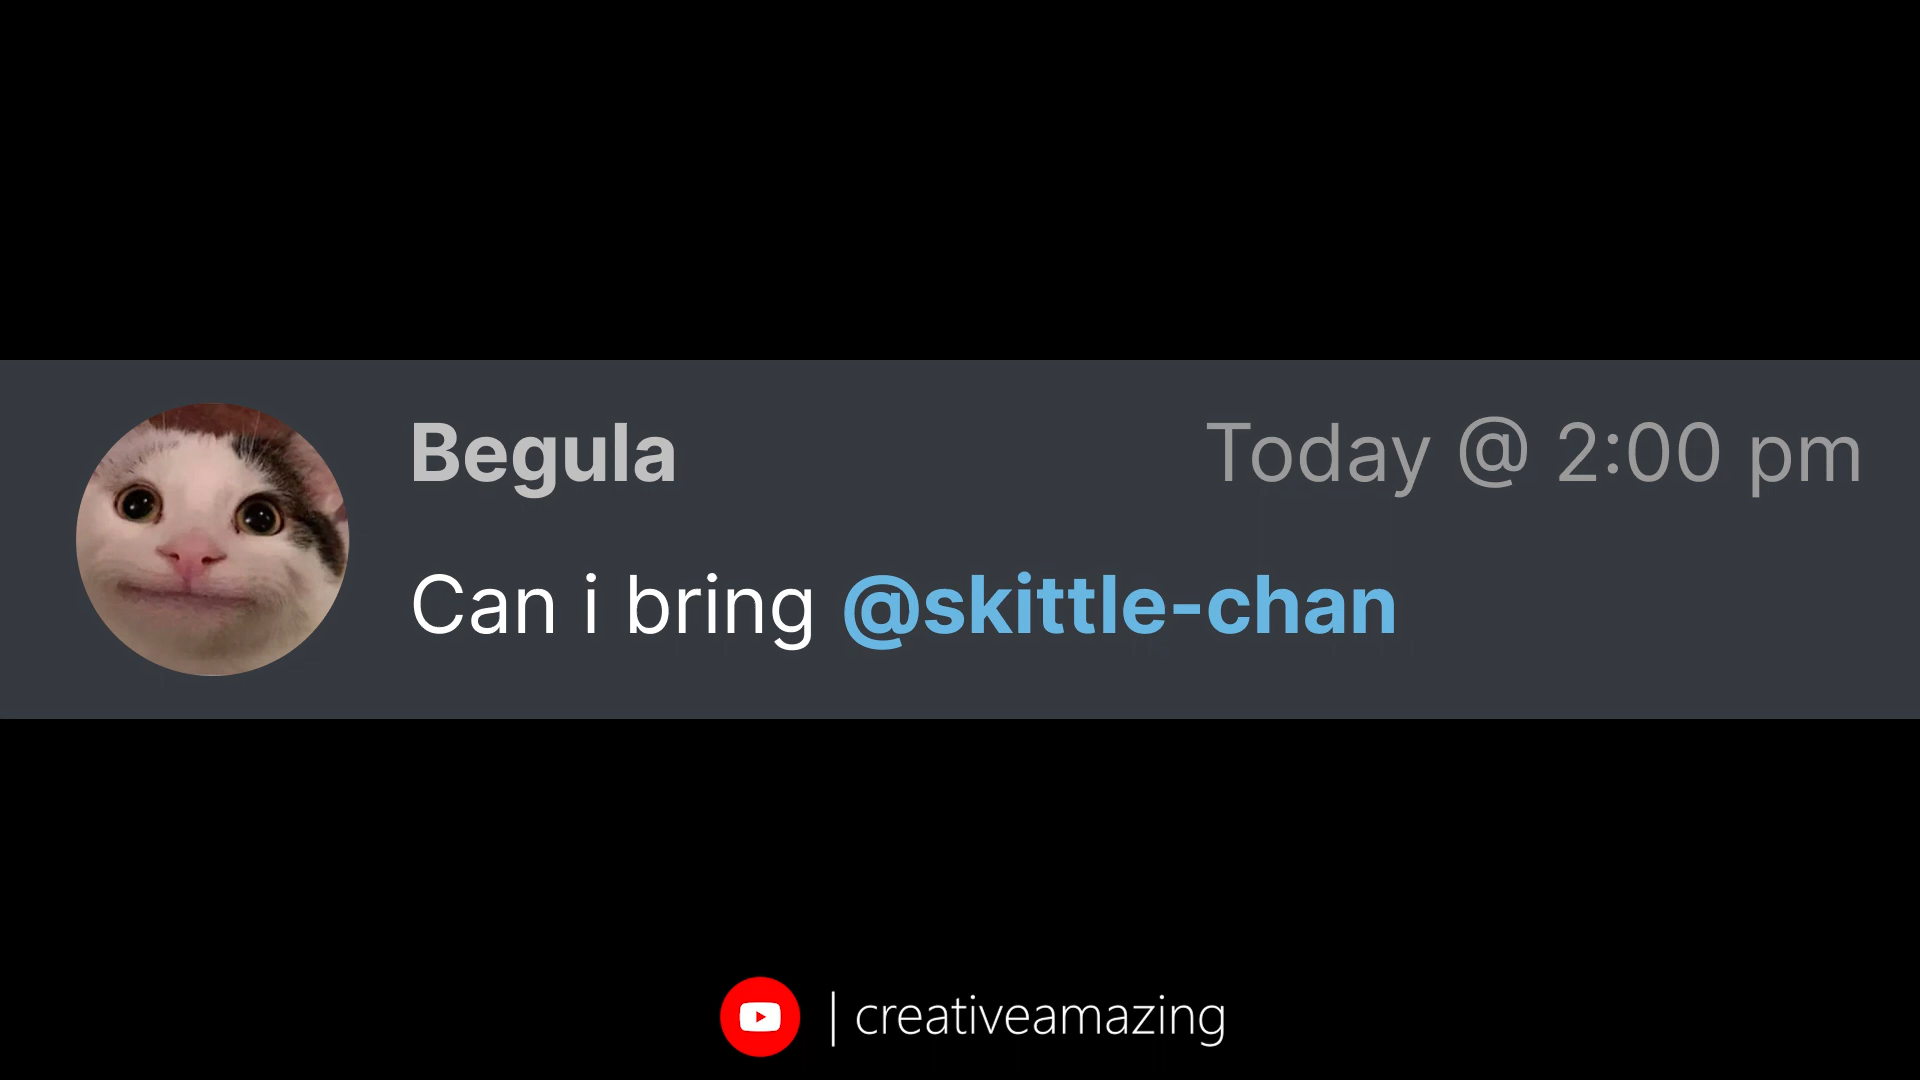 Begula Today @ 2:00 pm
Can i bring @skittle-chan
| creativeamazing